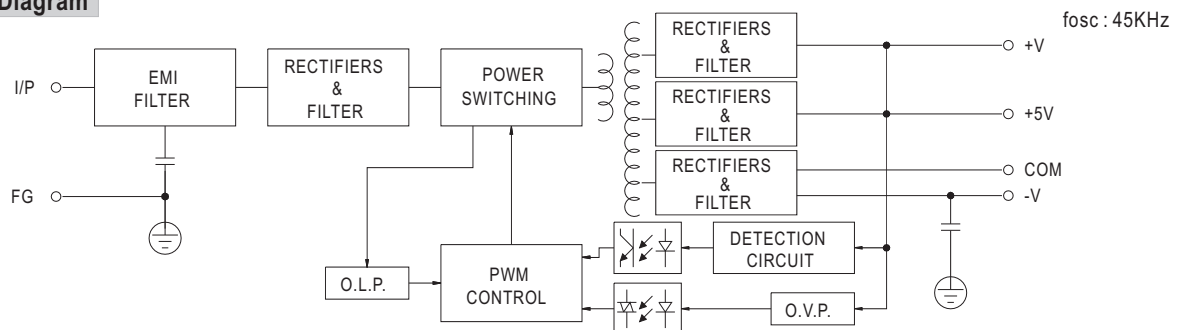 Diagram
fosc : 45KHz
I/P
EMI
FILTER
RECTIFIERS
&
FILTER
POWER
SWITCHING
RECTIFIERS
&
FILTER
+V
RECTIFIERS
&
FILTER
+5V
RECTIFIERS
&
FILTER
COM
-V
FG
O.L.P.
PWM
CONTROL
DETECTION
CIRCUIT
O.V.P.